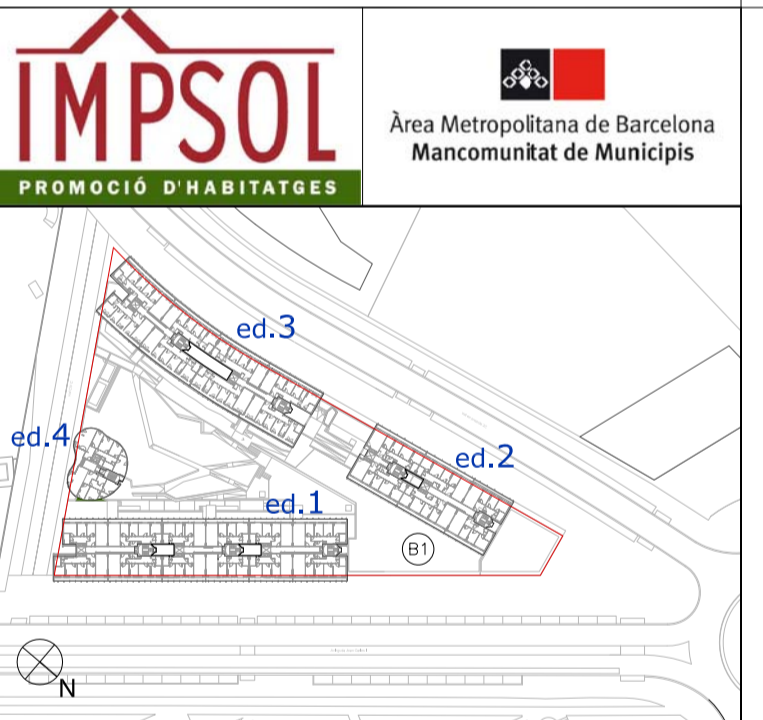 IMPSOL
PROMOCIÓ D'HABITATGES
Àrea Metropolitana de Barcelona
Mancomunitat de Municipis
ed.3
ed.4
ed.2
ed.1
B1
N